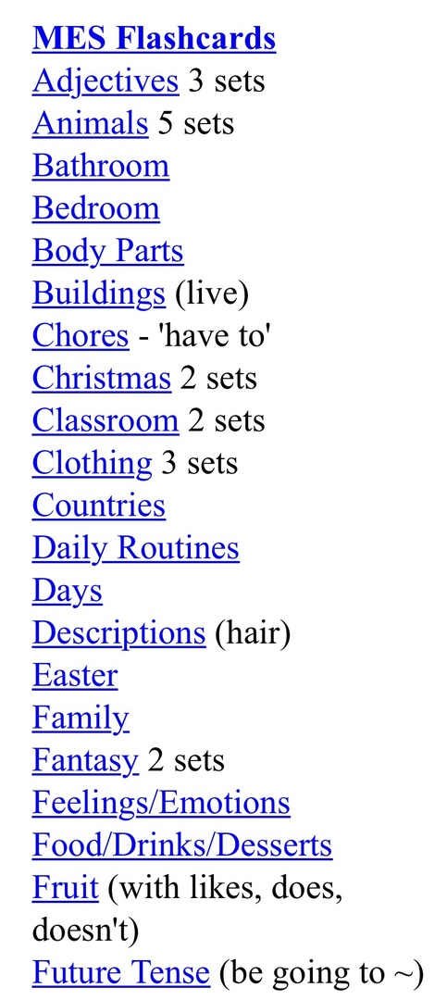 MES Flashcards
Adjectives 3 sets
Animals 5 sets
Bathroom
Bedroom
Body Parts
Buildings (live)
Chores - 'have to'
Christmas 2 sets
Classroom 2 sets
Clothing 3 sets
Countries
Daily Routines
Days
Descriptions (hair)
Easter
Family
Fantasy 2 sets
Feelings/Emotions
Food/Drinks/Desserts
Fruit (with likes, does,
doesn't)
Future Tense (be going to ~)